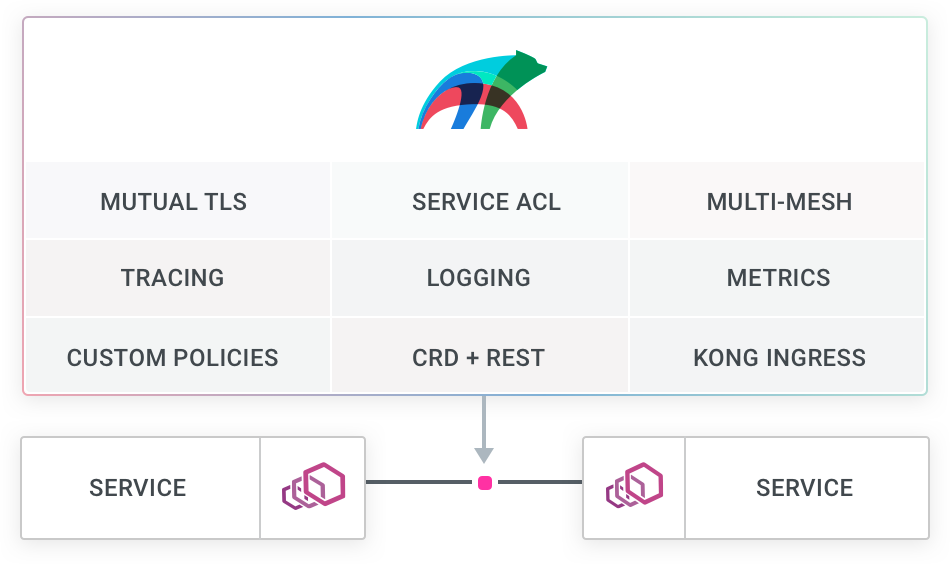 MUTUAL TLS
SERVICE ACL
MULTI-MESH
TRACING
LOGGING
METRICS
CUSTOM POLICIES
CRD + REST
KONG INGRESS
SERVICE
SERVICE